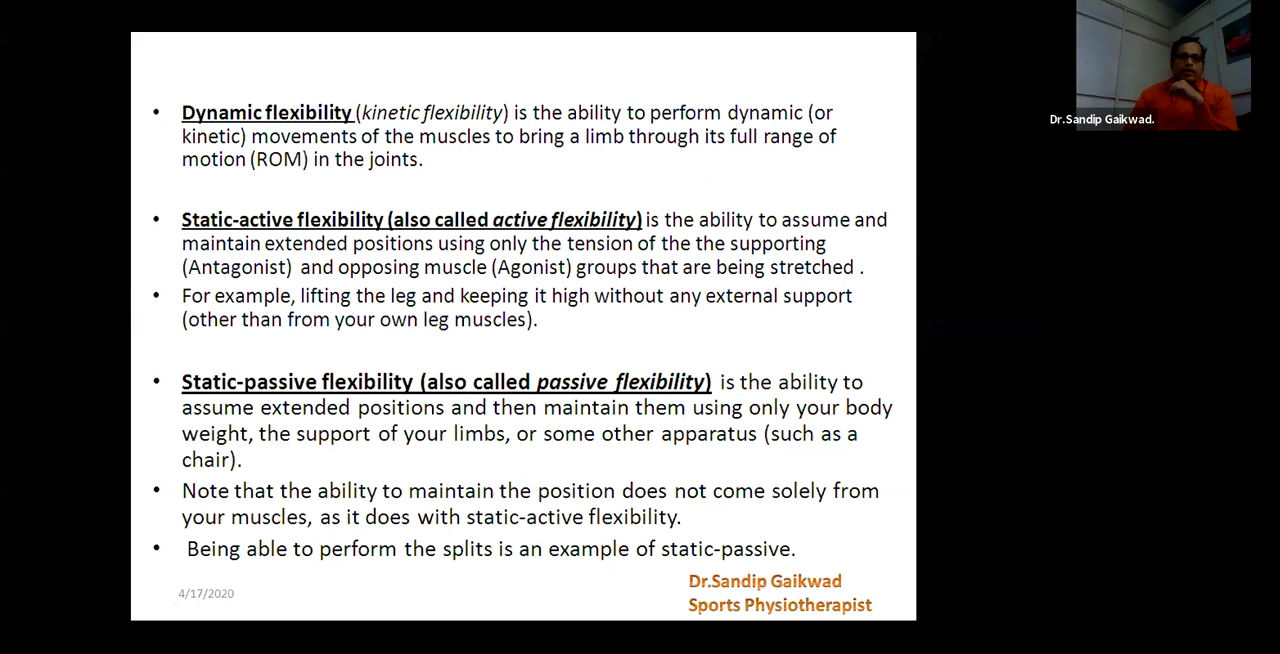 • Dynamic flexibility (kinetic flexibility) is the ability to perform dynamic (or
kinetic) movements of the muscles to bring a limb through its full range of
motion (ROM) in the joints.
• Static-active flexibility (also called active flexibility) is the ability to assume and
maintain extended positions using only the tension of the the supporting
(Antagonist) and opposing muscle (Agonist) groups that are being stretched .
• For example, lifting the leg and keeping it high without any external support
(other than from your own leg muscles).
• Static-passive flexibility (also called passive flexibility) is the ability to
assume extended positions and then maintain them using only your body
weight, the support of your limbs, or some other apparatus (such as a
chair).
• Note that the ability to maintain the position does not come solely from
your muscles, as it does with static-active flexibility.
• Being able to perform the splits is an example of static-passive.
4/17/2020
Dr.Sandip Gaikwad
Sports Physiotherapist
Dr.Sandip Gaikwad.